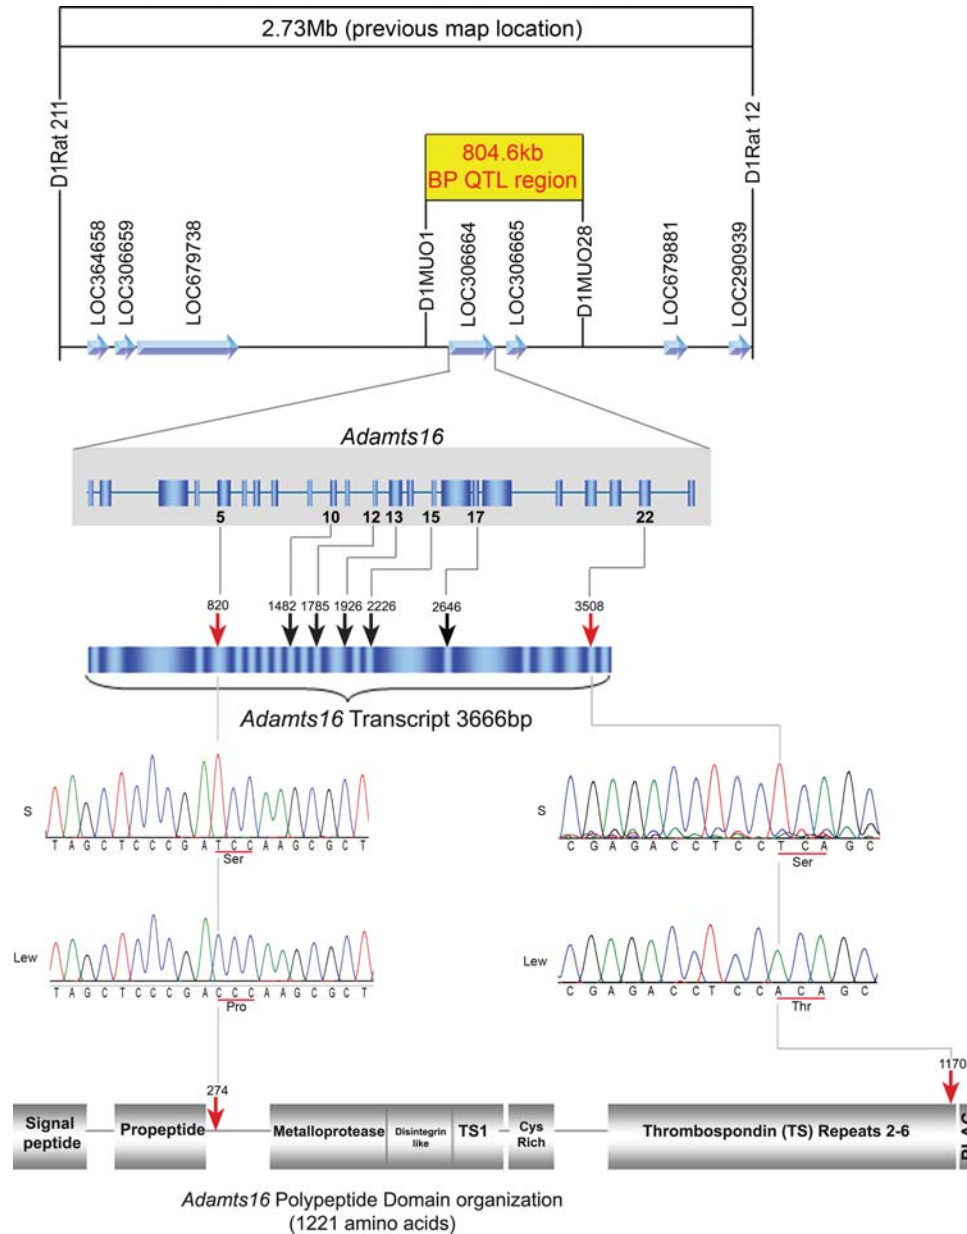 2.73Mb (previous map location)
D1Rat 211
D1Rat 12
804.6kb
BP QTL region
D1MUO1
D1MUO28
LOC364658
LOC306659
LOC679738
LOC306664
LOC306665
LOC679881
LOC290939
Adamts16
5 10 12 13 15 17 22
820 1482 1785 1926 2226 2646 3508
Adamts16 Transcript 3666bp
S
T A G C T C C C G A T C C A A G C G C T
Ser
S
C G A G A C C T C C T C A G C
Ser
Lew
T A G C T C C C G A C C C A A G C G C T
Pro
Lew
C G A G A C C T C C A C A G C
Thr
274
1170
Signal
peptide
Propeptide
Metalloprotease
Disintegrin
like
TS1
Cys
Rich
Thrombospondin (TS) Repeats 2-6
Adamts16 Polypeptide Domain organization
(1221 amino acids)